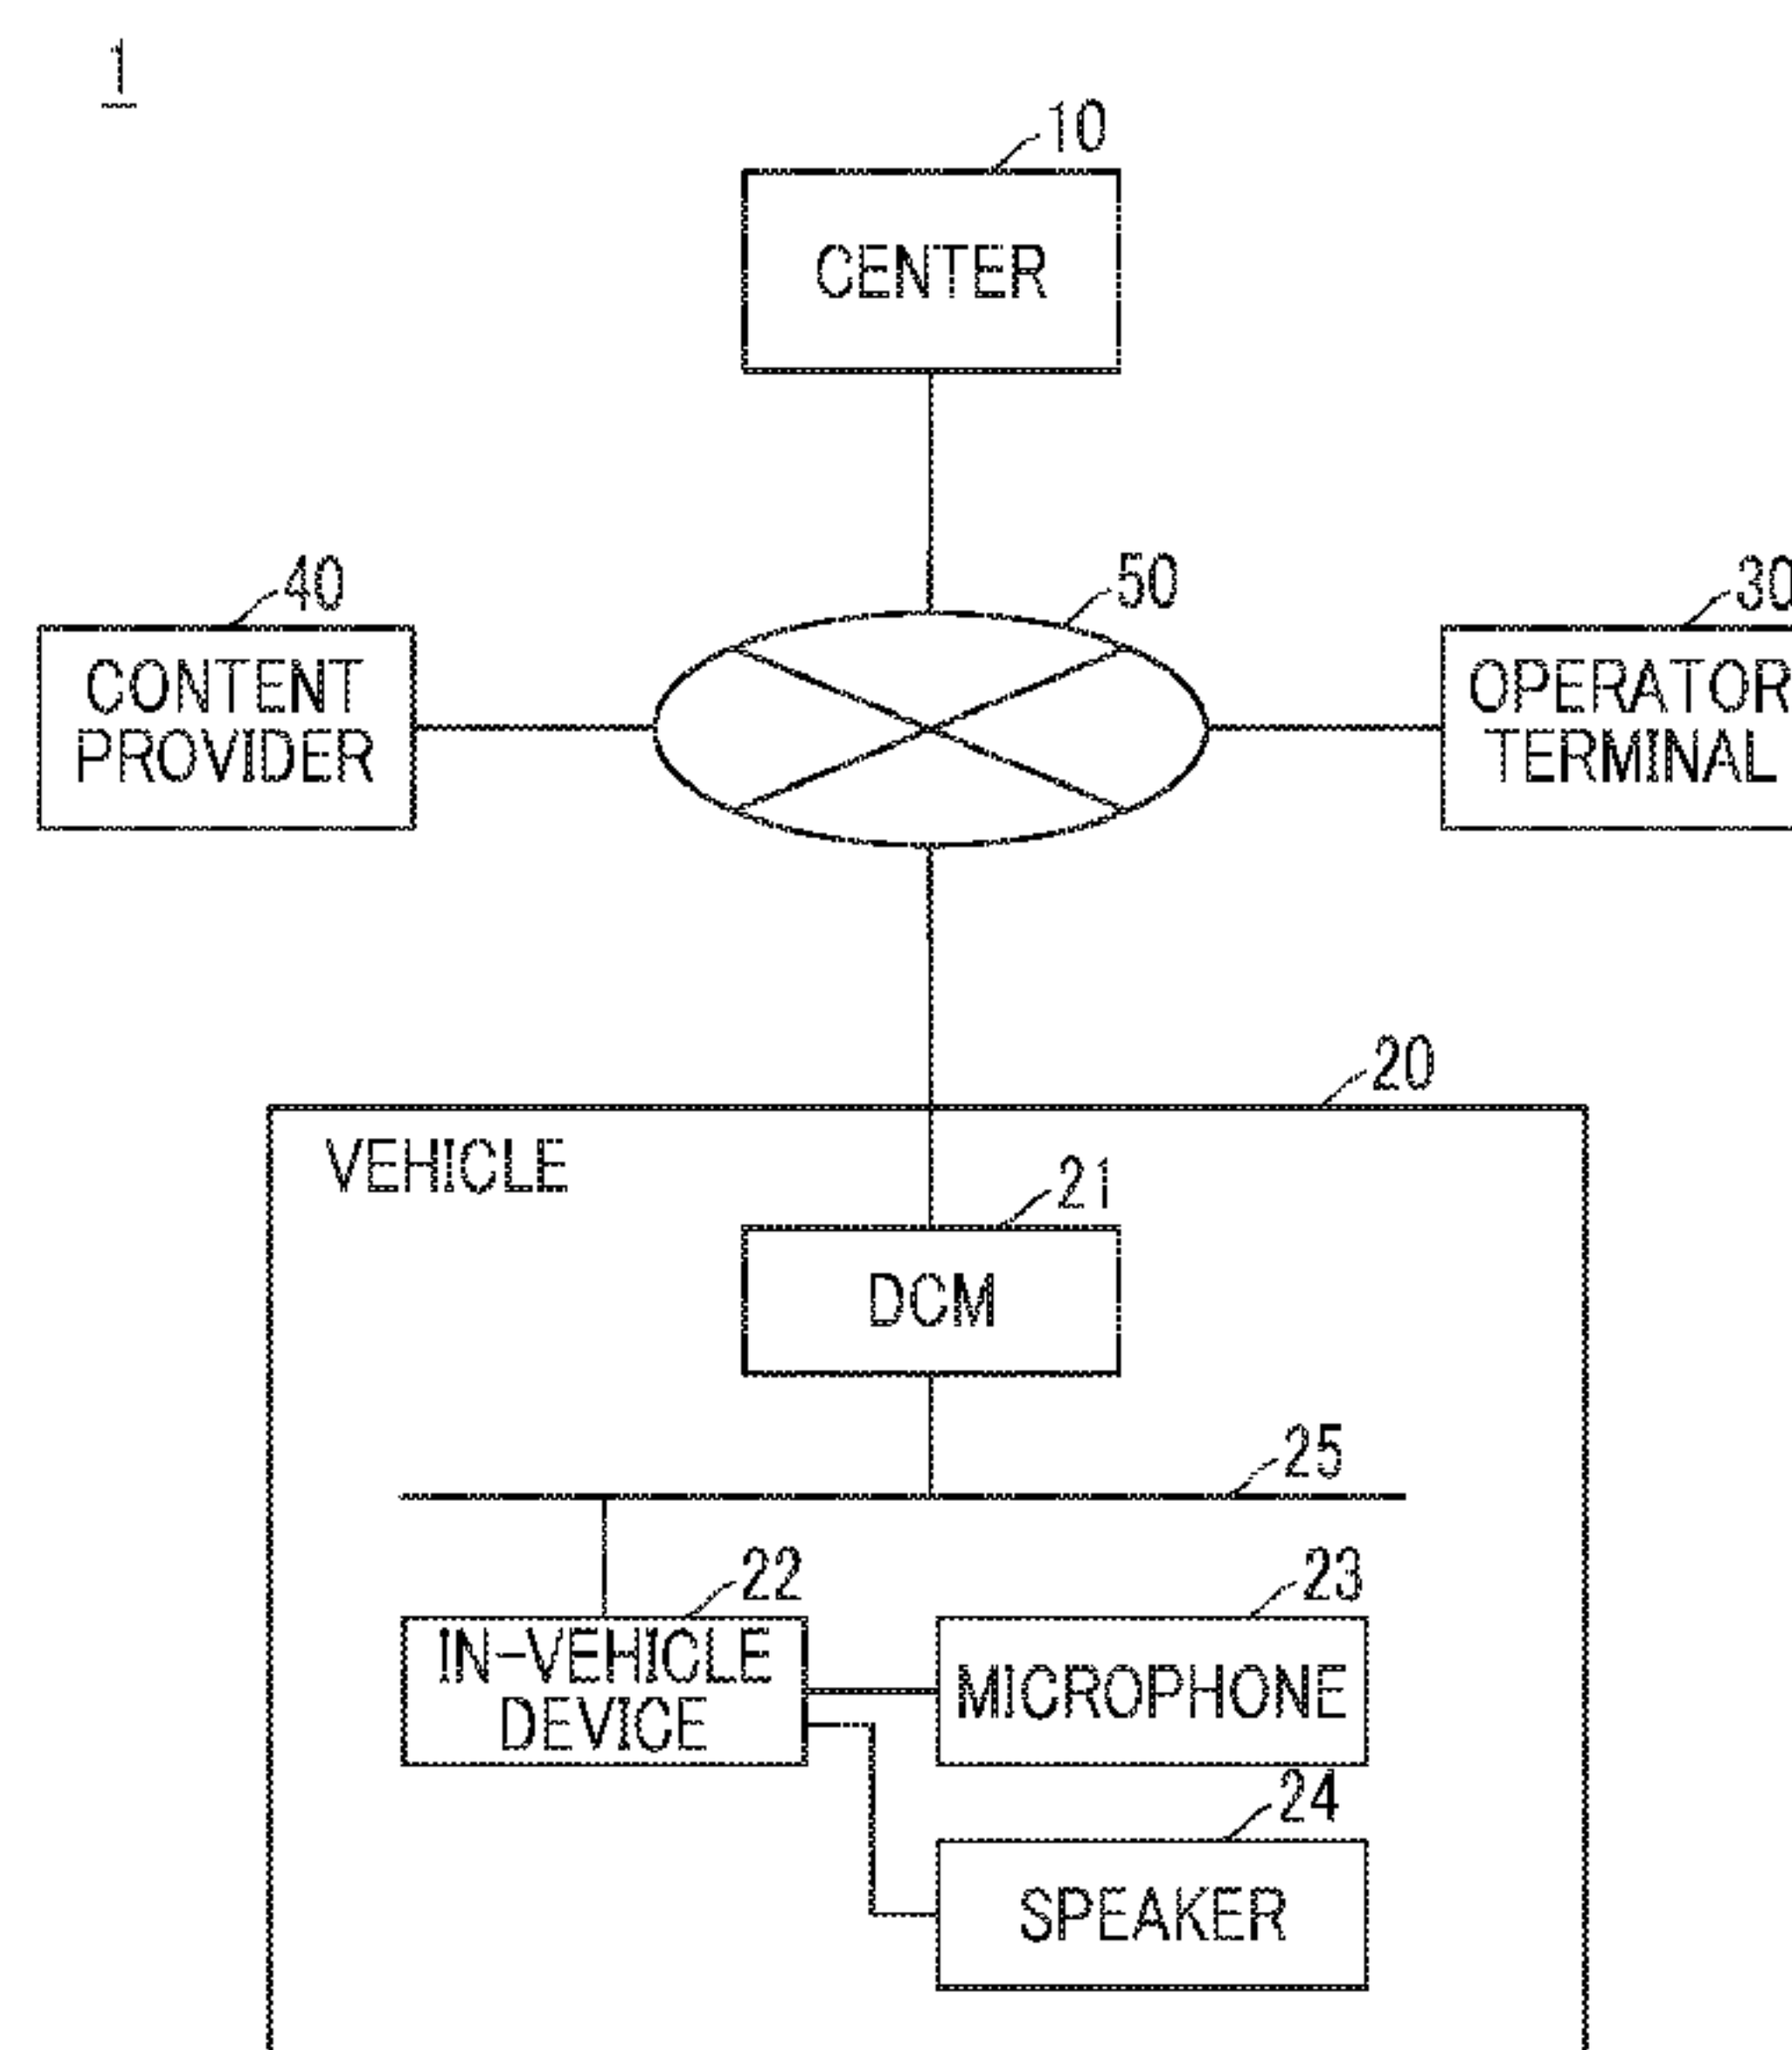 1
10
CENTER
40
50
30
CONTENT
PROVIDER
OPERATOR
TERMINAL
20
VEHICLE
21
DCM
25
22
23
IN-VEHICLE
DEVICE
MICROPHONE
24
SPEAKER